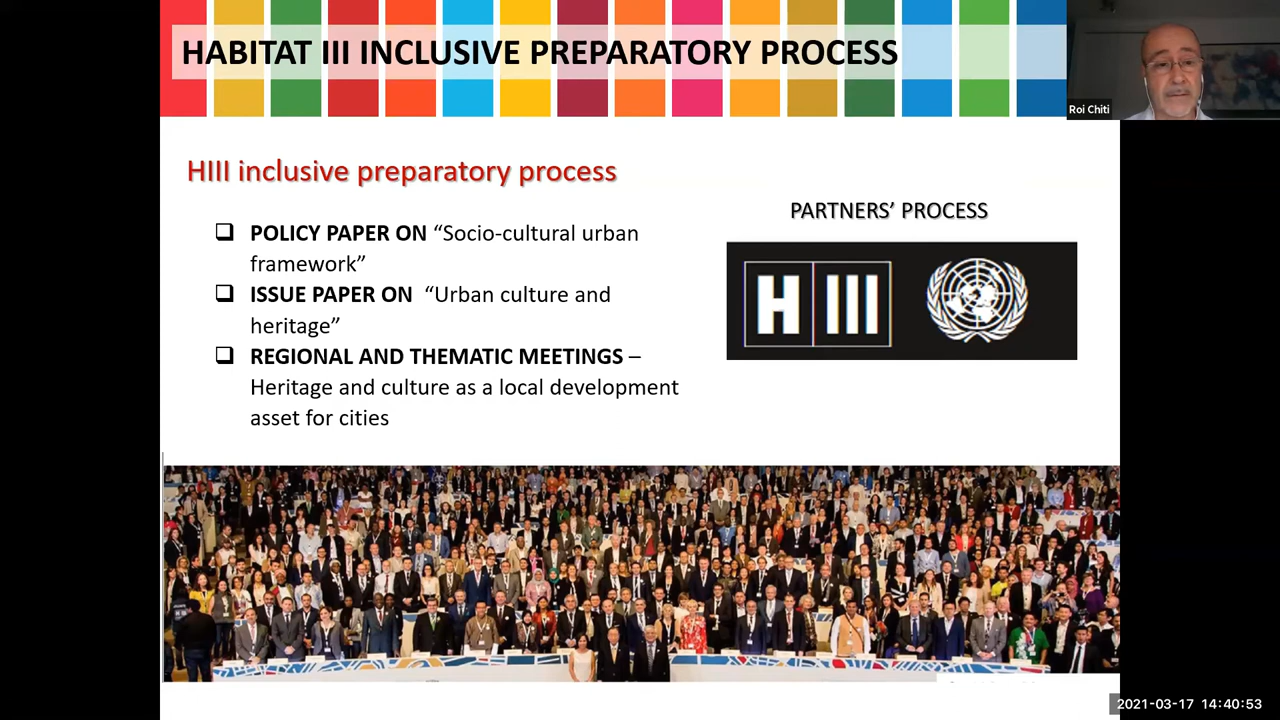 HABITAT III INCLUSIVE PREPARATORY PROCESS
Roi Chiti
HIII inclusive preparatory process
❑ POLICY PAPER ON “Socio-cultural urban
framework”
❑ ISSUE PAPER ON “Urban culture and
heritage”
❑ REGIONAL AND THEMATIC MEETINGS –
Heritage and culture as a local development
asset for cities
PARTNERS’ PROCESS
H III
2021-03-17 14:40:53